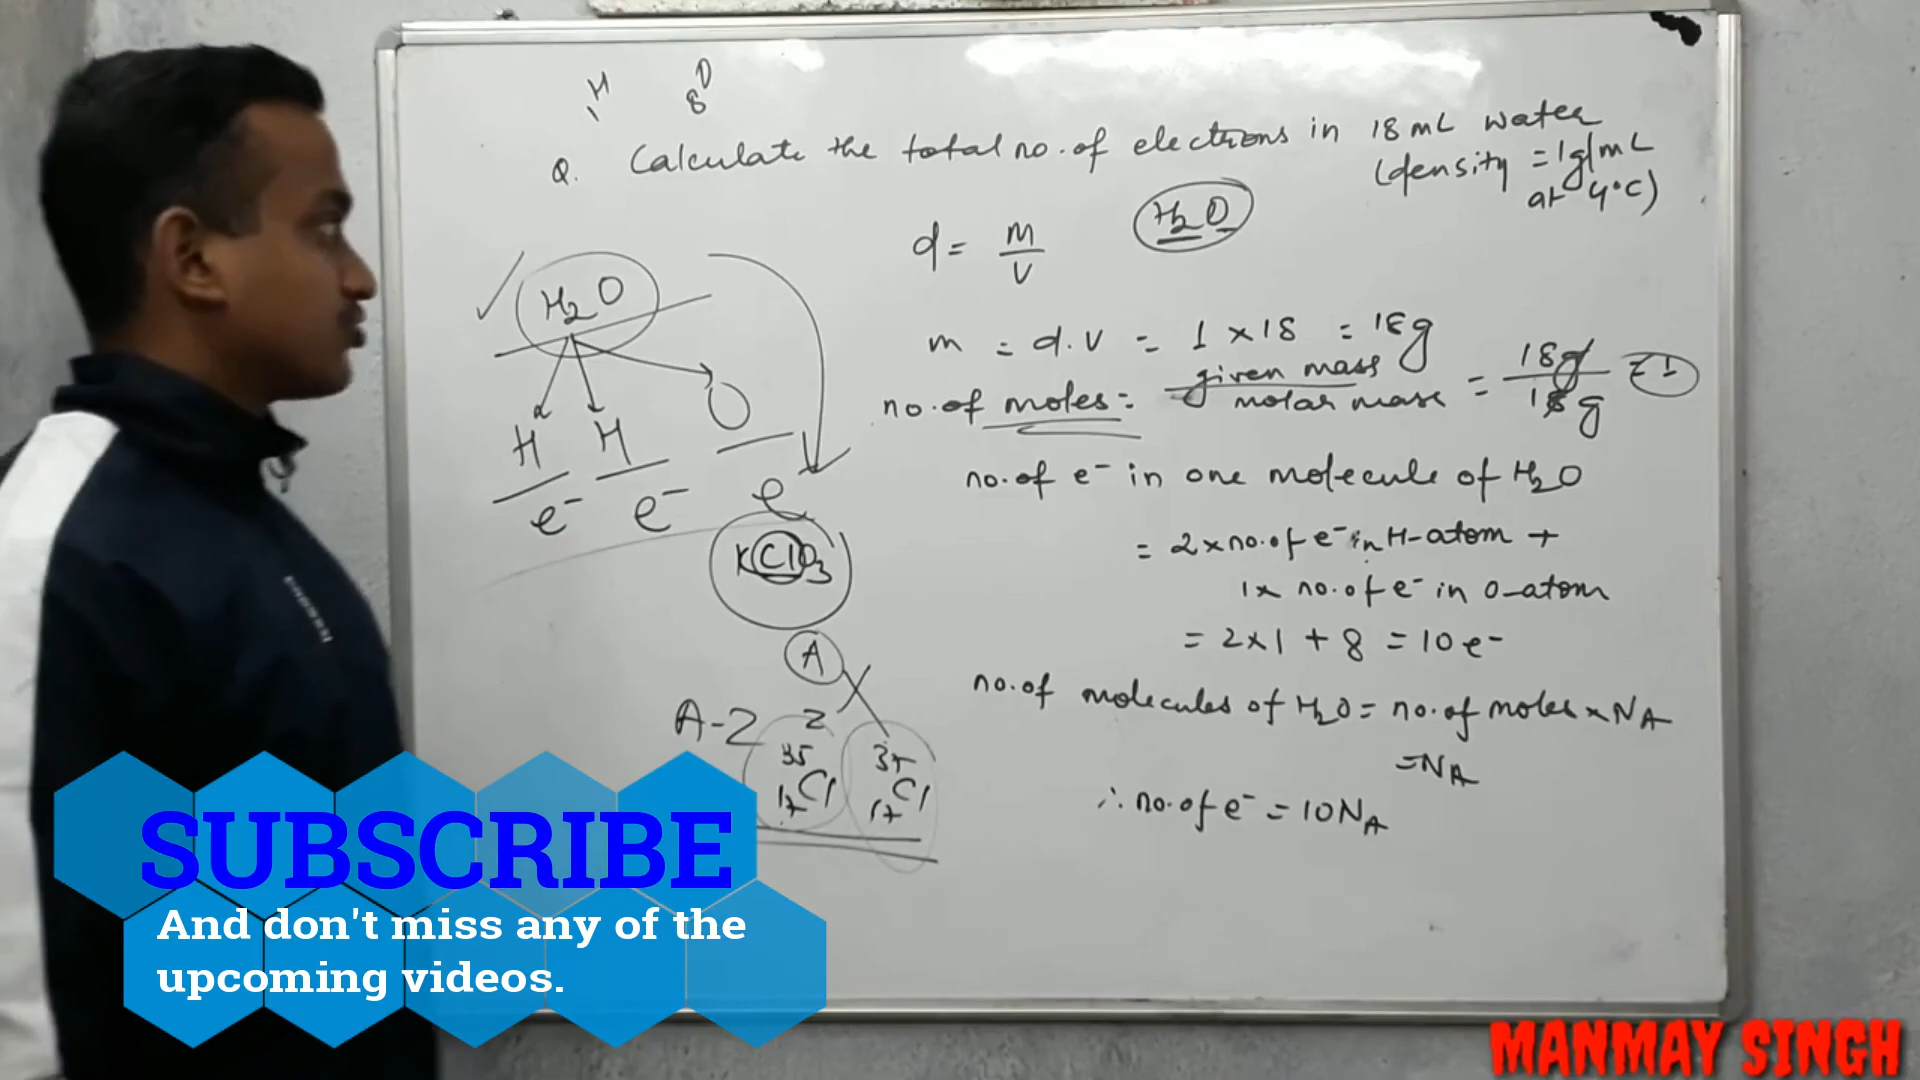 1H 8O
Q. Calculate the total no. of electrons in 18 mL water
(density = 1g/mL
at 4°C)
H2O
d = m/V
m = d.V = 1 × 18 = 18g
no. of moles = given mass / molar mass = 18g / 18g = 1
no. of e⁻ in one molecule of H2O
= 2 × no. of e⁻ in H-atom +
1 × no. of e⁻ in O-atom
= 2×1 + 8 = 10 e⁻
no. of molecules of H2O = no. of moles × NA
= NA
∴ no. of e⁻ = 10 NA
H2O
H H O
e⁻ e⁻ e
KClO3
A
A-Z Z
35 37
17Cl 17Cl
SUBSCRIBE
And don't miss any of the
upcoming videos.
MANMAY SINGH